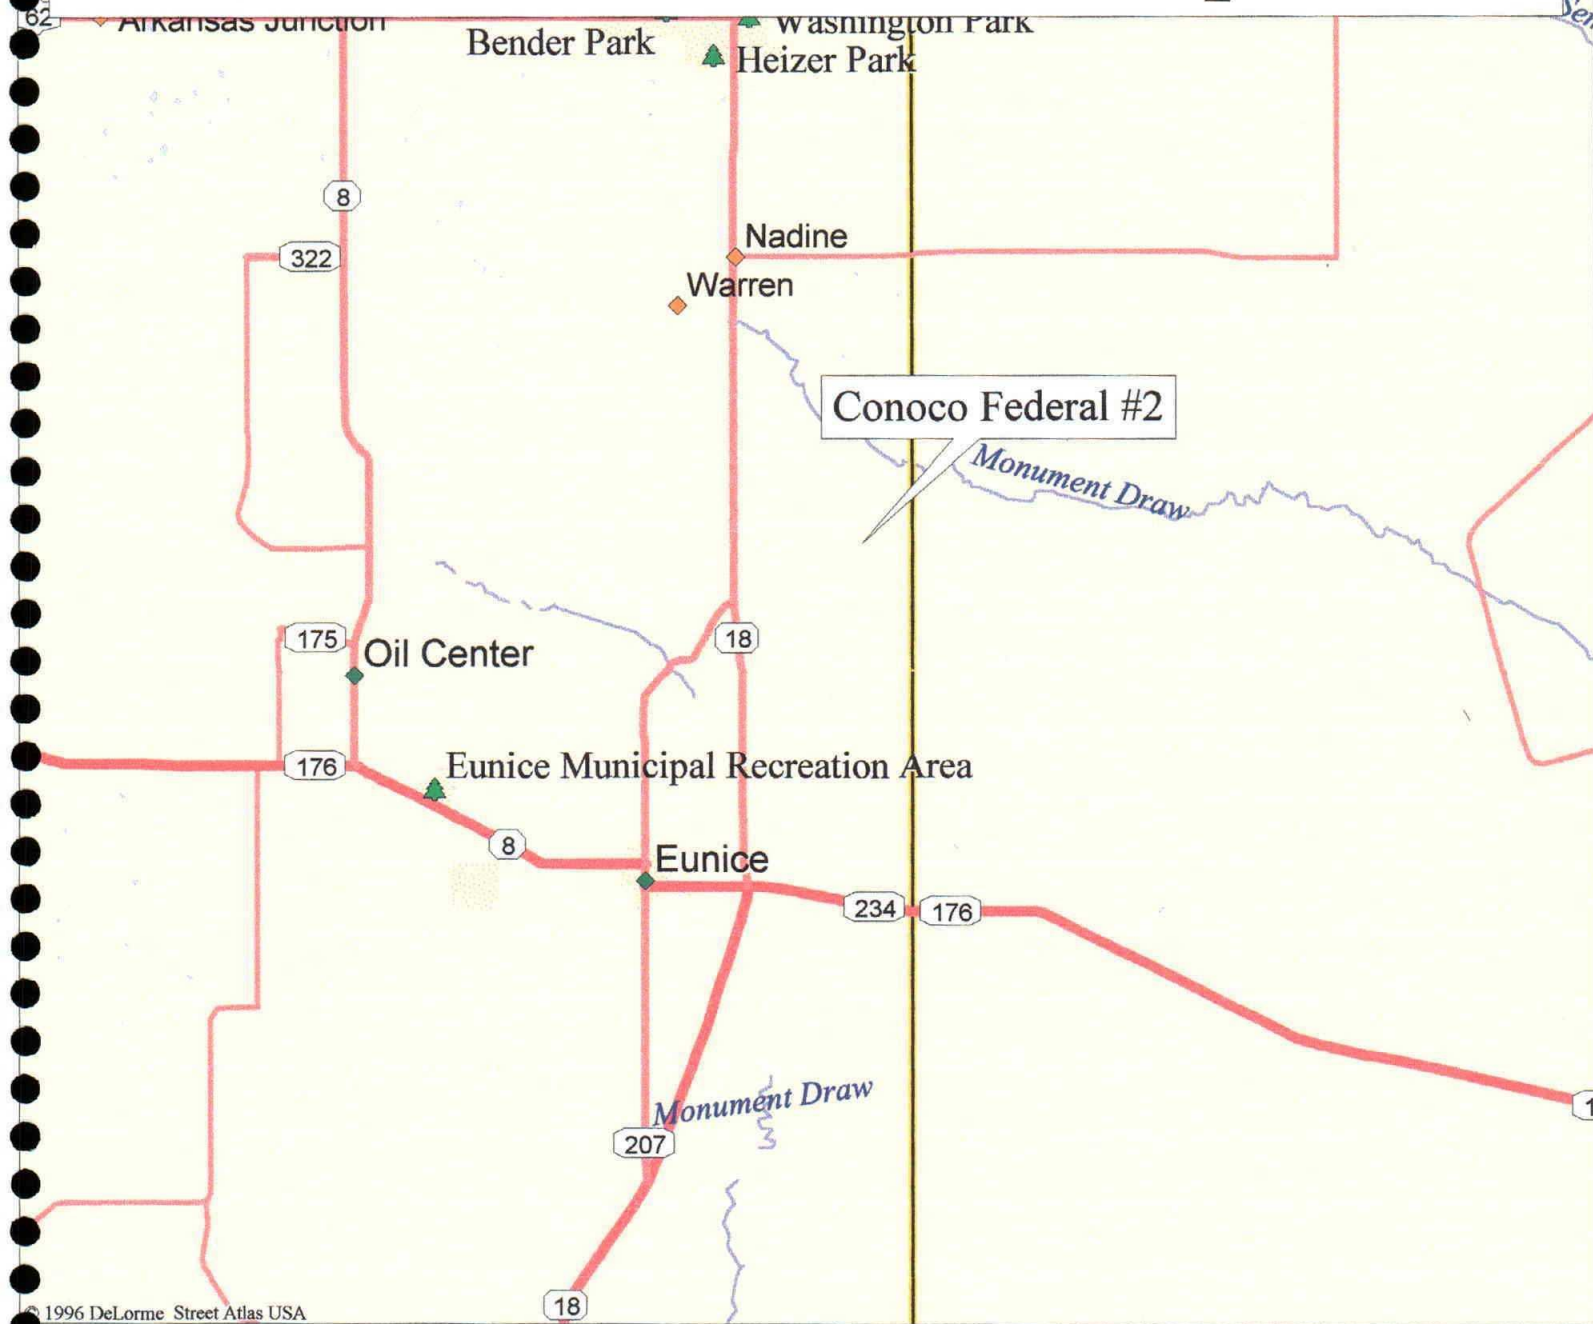 62
Arkansas Junction
Washington Park
Bender Park
Heizer Park
8
Nadine
322
Warren
Conoco Federal #2
Monument Draw
175
18
Oil Center
176
Eunice Municipal Recreation Area
8
Eunice
234
176
Monument Draw
207
18
© 1996 DeLorme Street Atlas USA